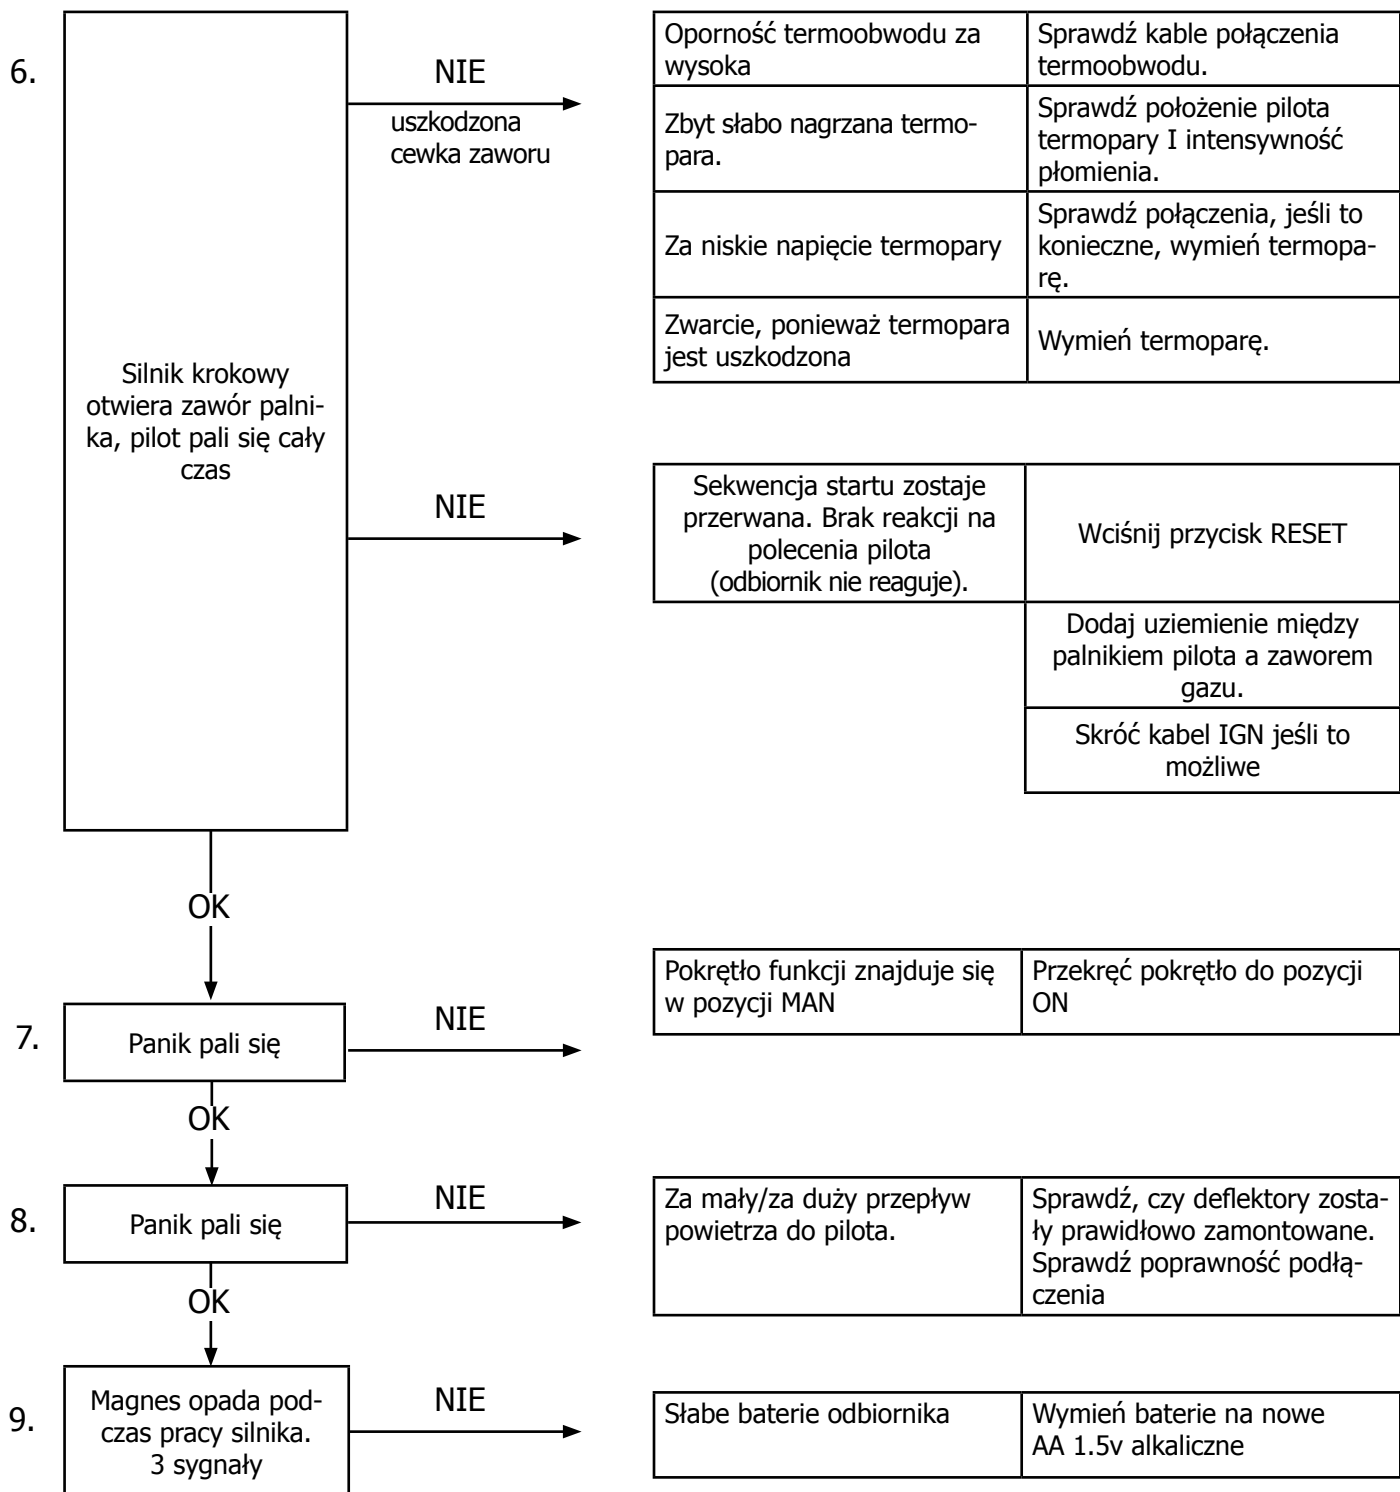 6.
Silnik krokowy
otwiera zawór palni-
ka, pilot pali się cały
czas
NIE
uszkodzona
cewka zaworu
Oporność termoobwodu za
wysoka
Sprawdź kable połączenia
termoobwodu.
Zbyt słabo nagrzana termo-
para.
Sprawdź położenie pilota
termopary I intensywność
płomienia.
Za niskie napięcie termopary
Sprawdź połączenia, jeśli to
konieczne, wymień termopa-
rę.
Zwarcie, ponieważ termopara
jest uszkodzona
Wymień termoparę.
NIE
Sekwencja startu zostaje
przerwana. Brak reakcji na
polecenia pilota
(odbiornik nie reaguje).
Wciśnij przycisk RESET
Dodaj uziemienie między
palnikiem pilota a zaworem
gazu.
Skróć kabel IGN jeśli to
możliwe
OK
7.
Panik pali się
NIE
Pokrętło funkcji znajduje się
w pozycji MAN
Przekręć pokrętło do pozycji
ON
OK
8.
Panik pali się
NIE
Za mały/za duży przepływ
powietrza do pilota.
Sprawdź, czy deflektory zosta-
ły prawidłowo zamontowane.
Sprawdź poprawność podłą-
czenia
OK
9.
Magnes opada pod-
czas pracy silnika.
3 sygnały
NIE
Słabe baterie odbiornika
Wymień baterie na nowe
AA 1.5v alkaliczne